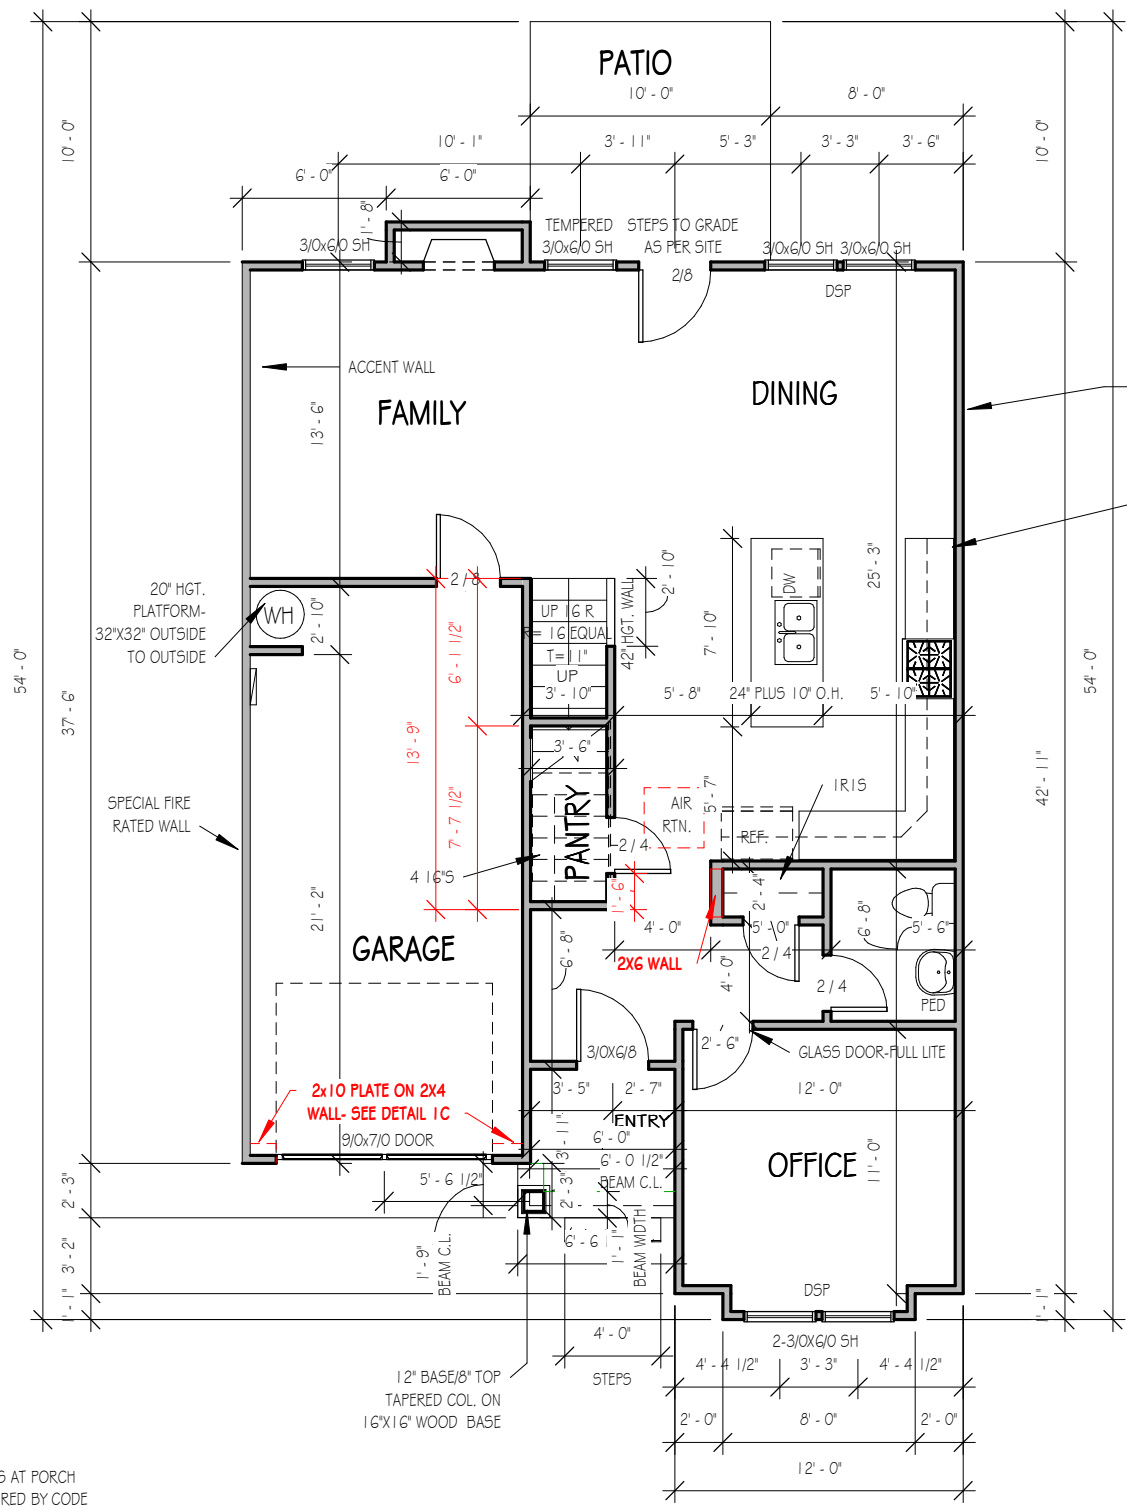 PATIO
10' - 0"
8' - 0"
10' - 0"
10' - 0"
10' - 1"
3' - 11"
5' - 3"
3' - 3"
3' - 6"
6' - 0"
6' - 0"
1' - 8"
TEMPERED
STEPS TO GRADE
3/0x6/0 SH
3/0x6/0 SH
AS PER SITE
3/0x6/0 SH
3/0x6/0 SH
2/8
DSP
ACCENT WALL
FAMILY
DINING
13' - 6"
20" HGT.
PLATFORM-
32"X32" OUTSIDE
TO OUTSIDE
WH
2' - 10"
2 / 8
UP 16 R
R= 16 EQUAL
T=11"
UP
3' - 10"
42" HGT. WALL
2' - 10"
DW
25' - 3"
7' - 10"
6' - 1 1/2"
13' - 9"
7' - 7 1/2"
5' - 8"
24" PLUS 10" O.H.
5' - 10"
54' - 0"
37' - 6"
54' - 0"
42' - 11"
3' - 6"
SPECIAL FIRE
RATED WALL
PANTRY
5' - 7"
AIR
RTN.
IRIS
REF.
2 / 4
4 16"S
1' - 6"
2' - 4"
21' - 2"
GARAGE
6' - 8"
4' - 0"
5' - 0"
6' - 8"
5' - 6"
2X6 WALL
2 / 4
4' - 0"
2 / 4
PED
3/0X6/8
2' - 6"
GLASS DOOR-FULL LITE
2x10 PLATE ON 2X4
WALL- SEE DETAIL 1C
3' - 5"
2' - 7"
12' - 0"
ENTRY
3' - 11"
6' - 0"
9/0x7/0 DOOR
6' - 0 1/2"
BEAM C.L.
OFFICE
11' - 0"
5' - 6 1/2"
2' - 3"
2' - 3"
3' - 2"
1' - 1"
1' - 9"
BEAM C.L.
6' - 6
1' - 1"
BEAM WIDTH
DSP
1' - 1"
2-3/0X6/0 SH
4' - 0"
STEPS
4' - 4 1/2"
3' - 3"
4' - 4 1/2"
12" BASE/8" TOP
TAPERED COL. ON
16"X16" WOOD BASE
2' - 0"
8' - 0"
2' - 0"
12' - 0"
AT PORCH
BY CODE